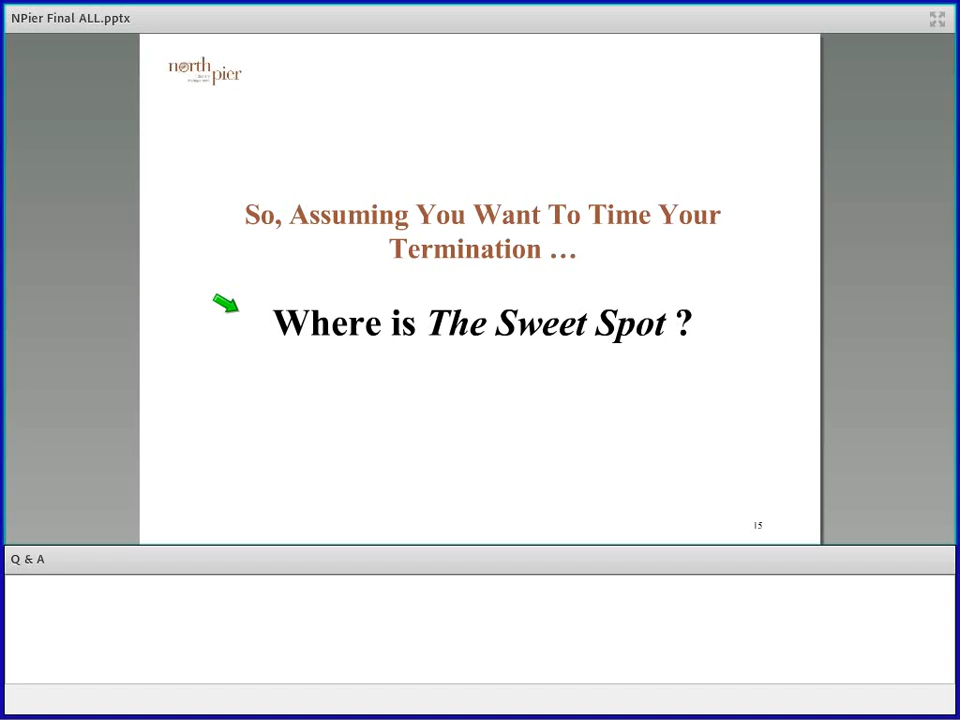 NPier Final ALL.pptx
north
pier
So, Assuming You Want To Time Your
Termination …
Where is The Sweet Spot ?
15
Q & A